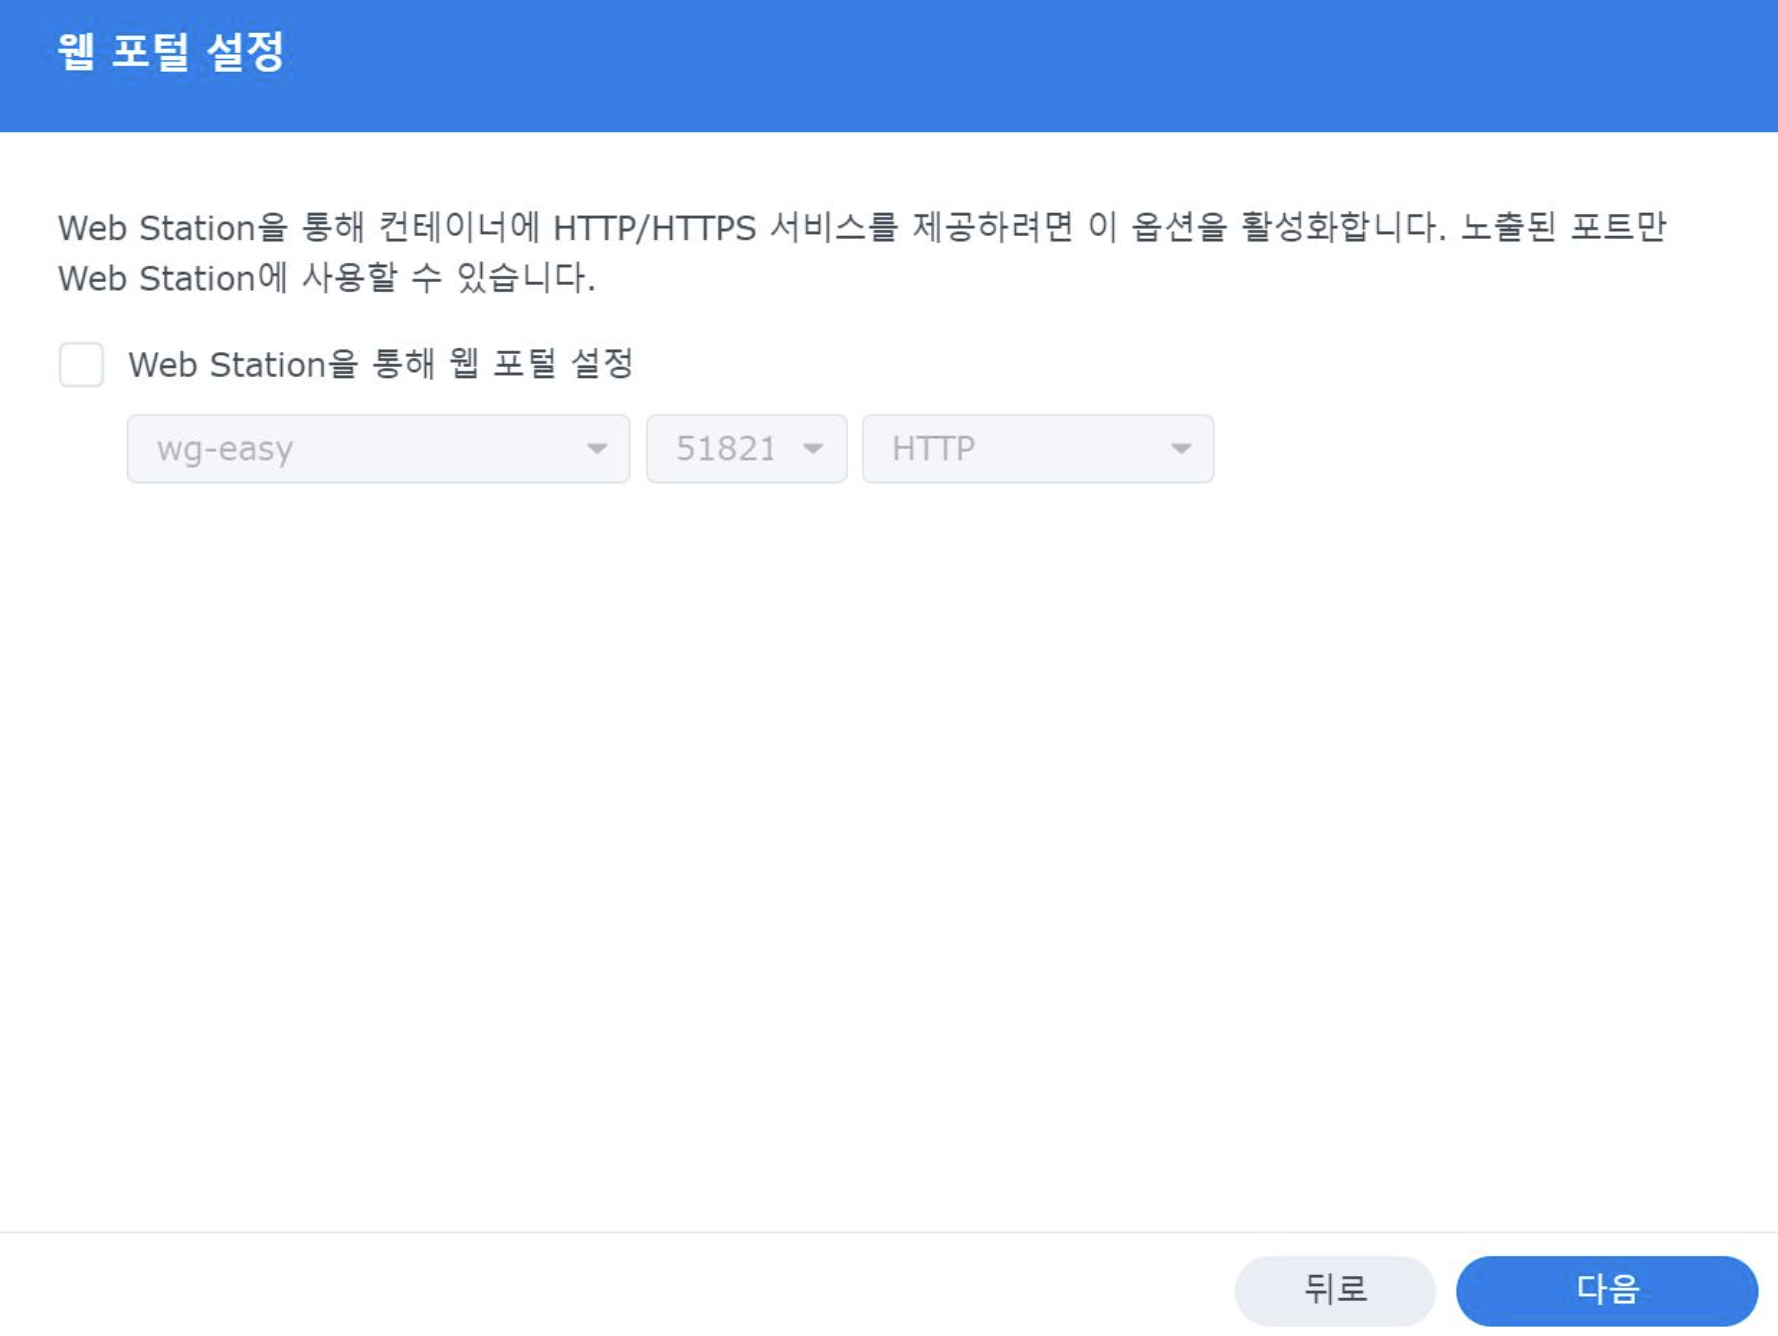 웹 포털 설정
Web Station을 통해 컨테이너에 HTTP/HTTPS 서비스를 제공하려면 이 옵션을 활성화합니다. 노출된 포트만
Web Station에 사용할 수 있습니다.
Web Station을 통해 웹 포털 설정
wg-easy 51821 HTTP
뒤로 다음